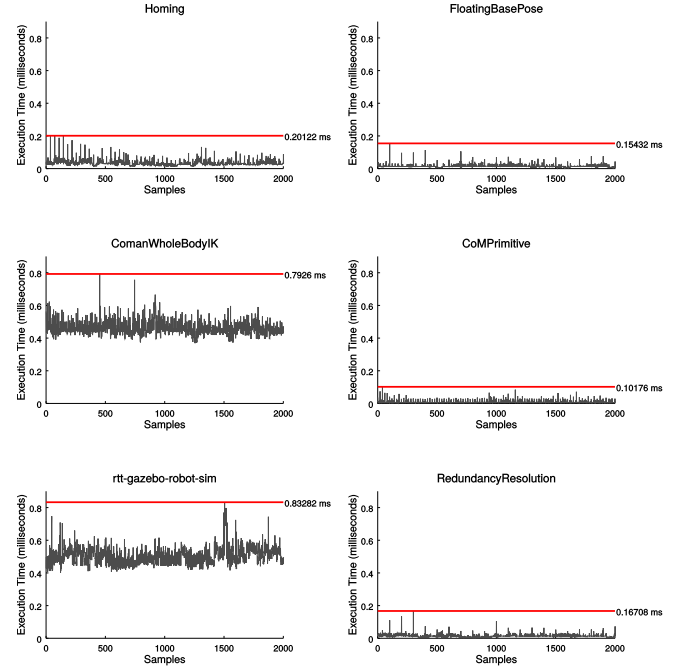 Homing
Execution Time (milliseconds)
0.8
0.6
0.4
0.2
0
0.20122 ms
0 500 1000 1500 2000
Samples
FloatingBasePose
Execution Time (milliseconds)
0.8
0.6
0.4
0.2
0
0.15432 ms
0 500 1000 1500 2000
Samples
ComanWholeBodyIK
Execution Time (milliseconds)
0.8
0.6
0.4
0.2
0
0.7926 ms
0 500 1000 1500 2000
Samples
CoMPrimitive
Execution Time (milliseconds)
0.8
0.6
0.4
0.2
0
0.10176 ms
0 500 1000 1500 2000
Samples
rtt-gazebo-robot-sim
Execution Time (milliseconds)
0.8
0.6
0.4
0.2
0
0.83282 ms
0 500 1000 1500 2000
Samples
RedundancyResolution
Execution Time (milliseconds)
0.8
0.6
0.4
0.2
0
0.16708 ms
0 500 1000 1500 2000
Samples